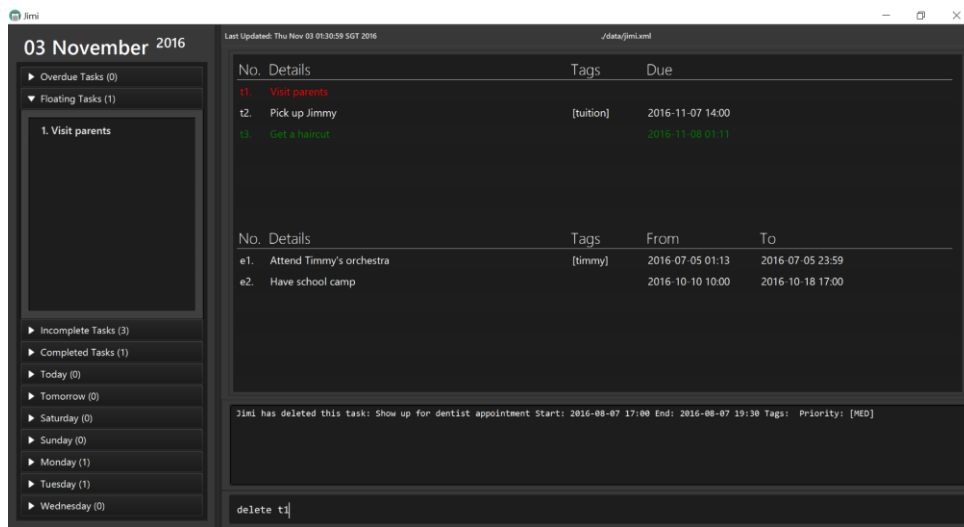 Jimi
03 November 2016
Overdue Tasks (0)
Floating Tasks (1)
1. Visit parents
Incomplete Tasks (3)
Completed Tasks (1)
Today (0)
Tomorrow (0)
Saturday (0)
Sunday (0)
Monday (1)
Tuesday (1)
Wednesday (0)
Last Updated: Thu Nov 03 01:30:59 SGT 2016 ./data/jimi.xml
No. Details Tags Due
t1. Visit parents
t2. Pick up Jimmy [tuition] 2016-11-07 14:00
t3. Get a haircut 2016-11-08 01:11
No. Details Tags From To
e1. Attend Timmy's orchestra [timmy] 2016-07-05 01:13 2016-07-05 23:59
e2. Have school camp 2016-10-10 10:00 2016-10-18 17:00
Jimi has deleted this task: Show up for dentist appointment Start: 2016-08-07 17:00 End: 2016-08-07 19:30 Tags: Priority: [MED]
delete t1